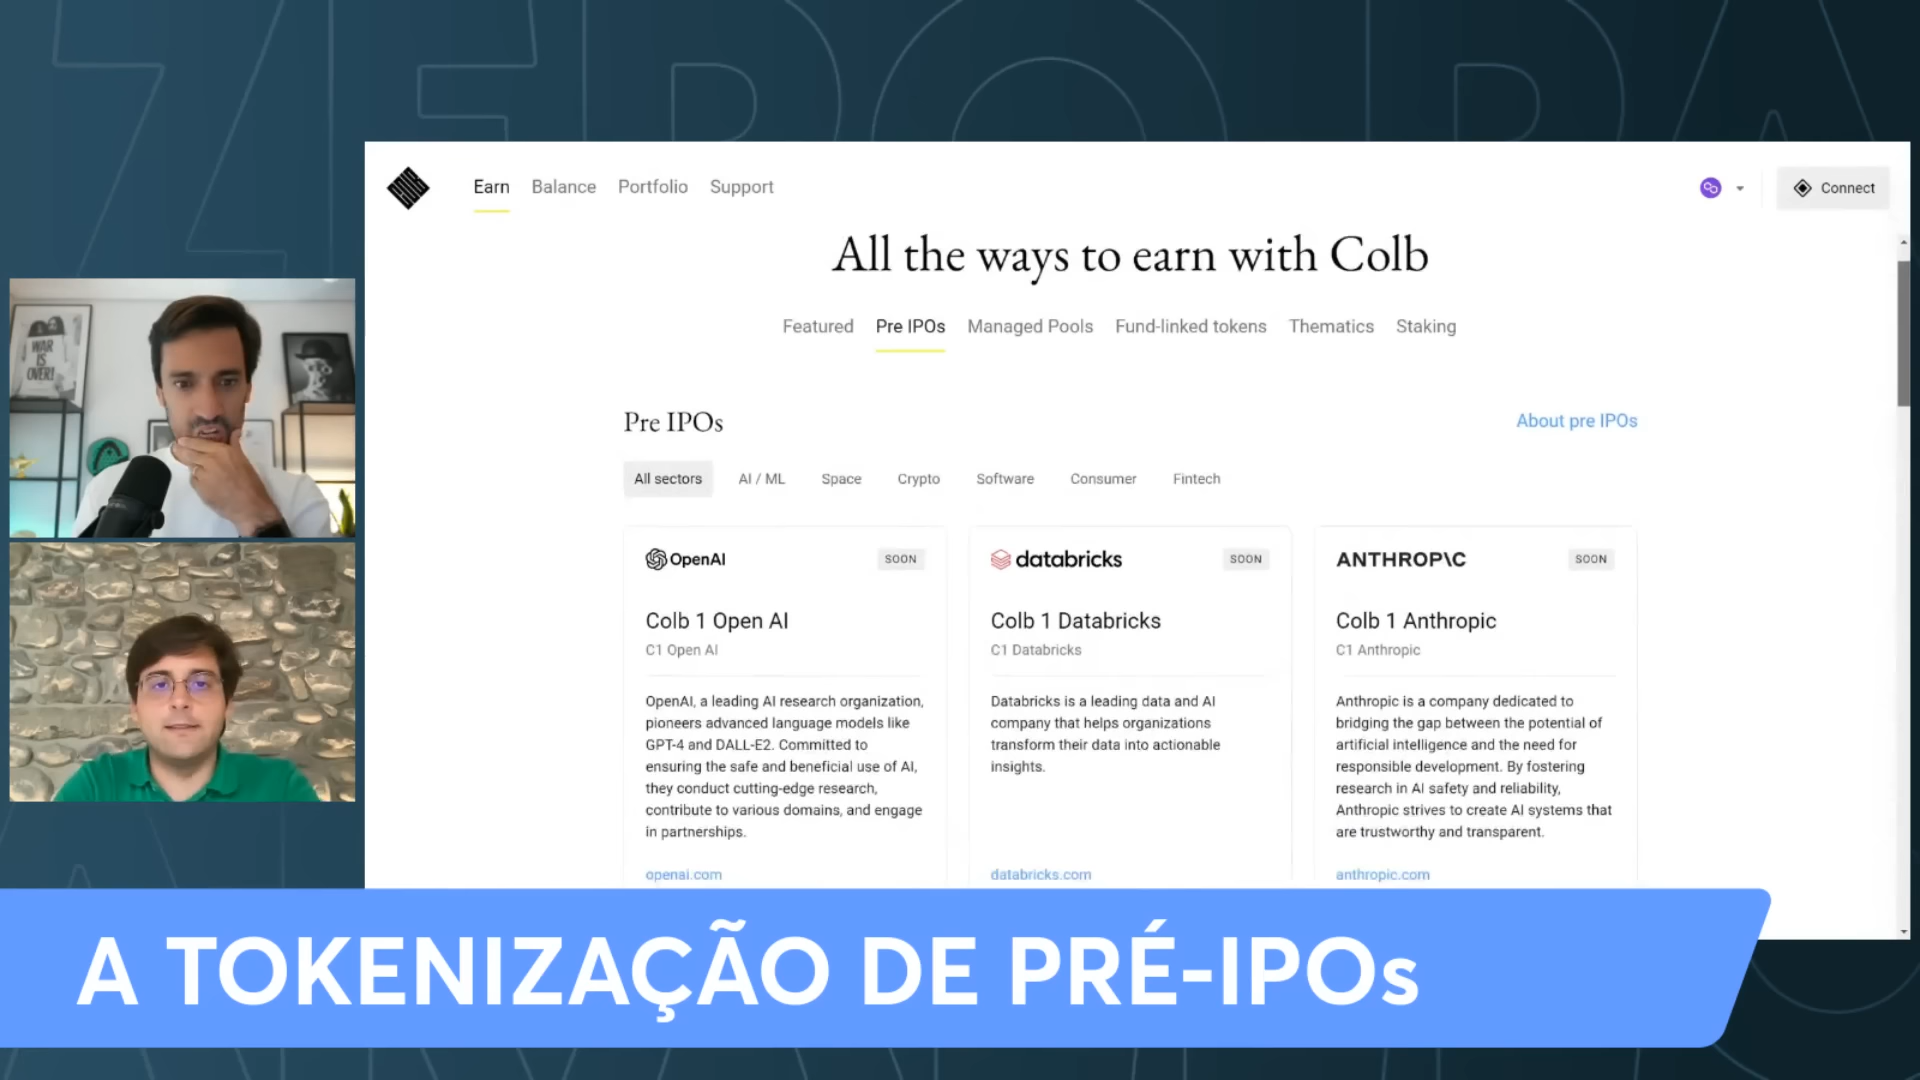 ZERO
Earn Balance Portfolio Support
Connect
All the ways to earn with Colb
Featured Pre IPOs Managed Pools Fund-linked tokens Thematics Staking
Pre IPOs
About pre IPOs
All sectors AI / ML Space Crypto Software Consumer Fintech
OpenAI SOON
Colb 1 Open AI
C1 Open AI
OpenAI, a leading AI research organization,
pioneers advanced language models like
GPT-4 and DALL-E2. Committed to
ensuring the safe and beneficial use of AI,
they conduct cutting-edge research,
contribute to various domains, and engage
in partnerships.
openai.com
databricks SOON
Colb 1 Databricks
C1 Databricks
Databricks is a leading data and AI
company that helps organizations
transform their data into actionable
insights.
databricks.com
ANTHROP\C SOON
Colb 1 Anthropic
C1 Anthropic
Anthropic is a company dedicated to
bridging the gap between the potential of
artificial intelligence and the need for
responsible development. By fostering
research in AI safety and reliability,
Anthropic strives to create AI systems that
are trustworthy and transparent.
anthropic.com
WAR
IS
OVER!
A TOKENIZAÇÃO DE PRÉ-IPOs